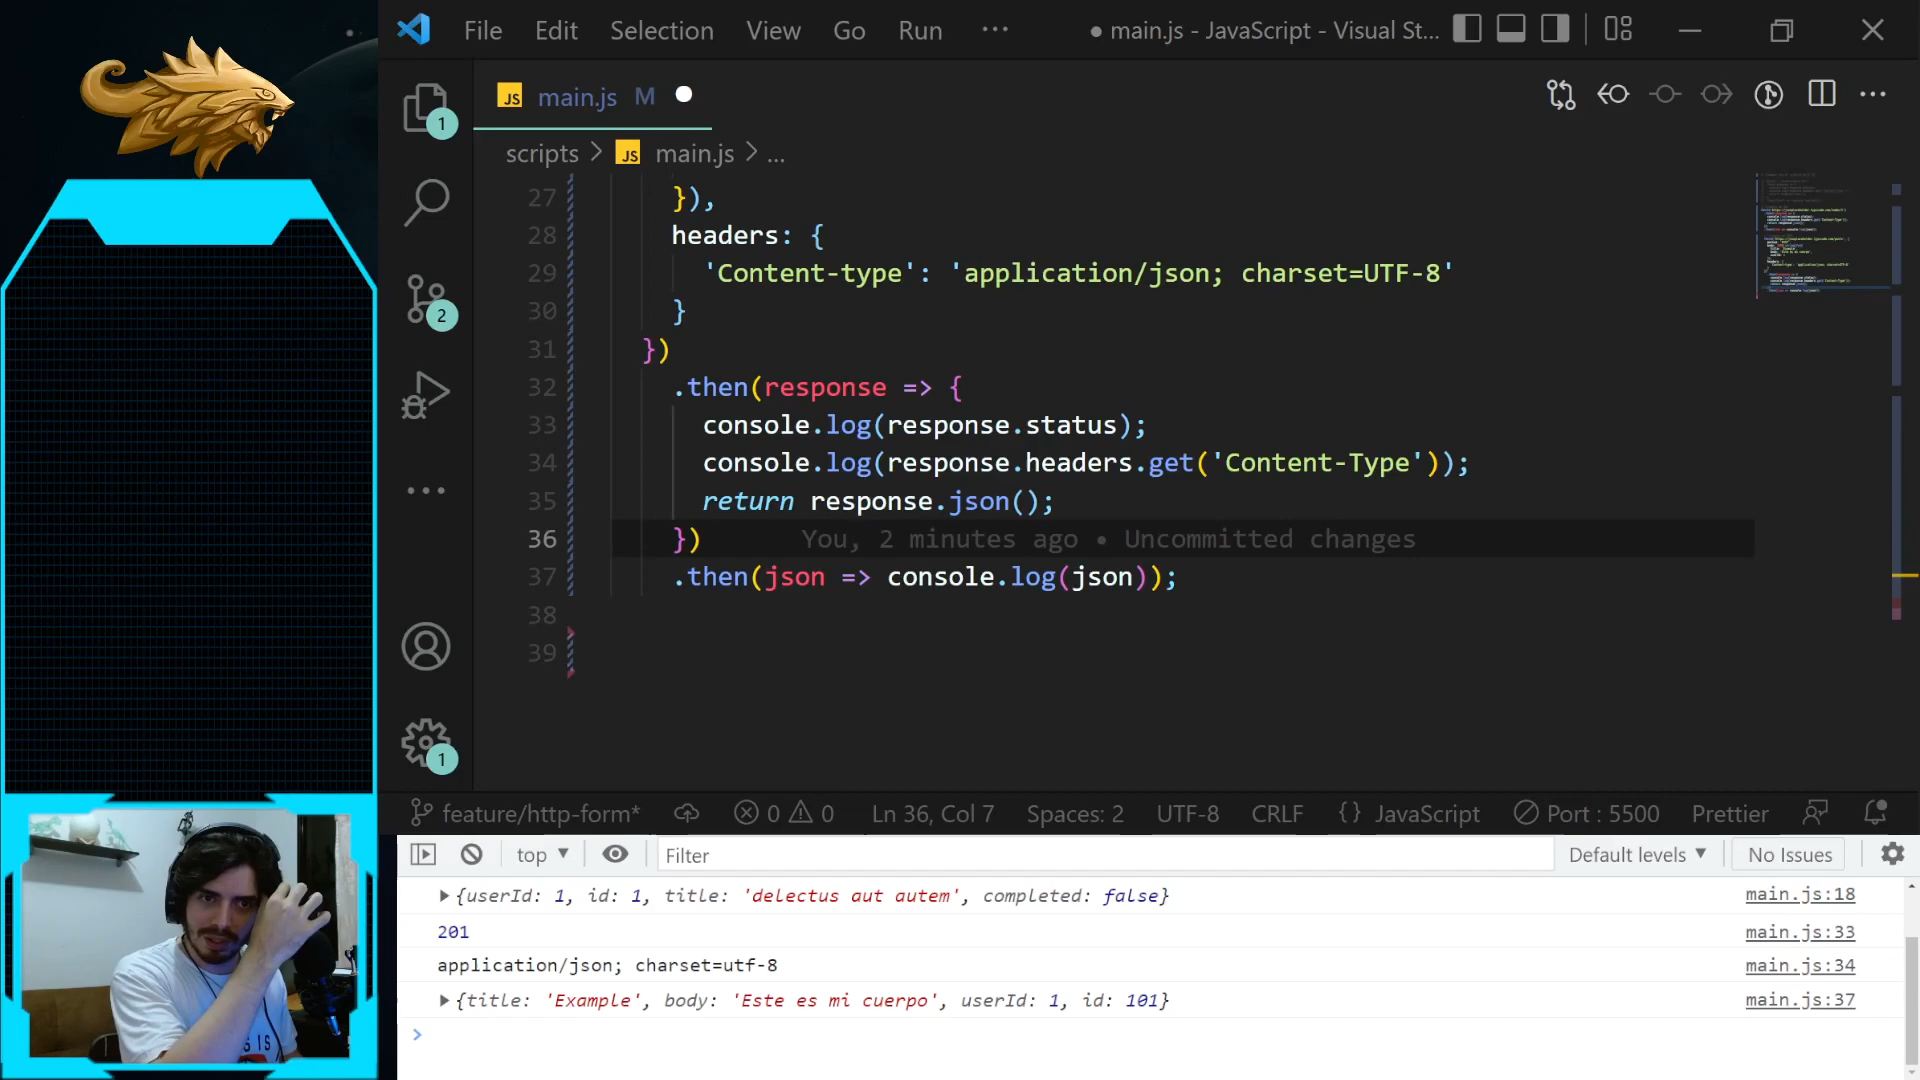 File Edit Selection View Go Run ··· ● main.js - JavaScript - Visual St...
JS main.js M ●
scripts > JS main.js > ...
27 }),
28 headers: {
29 'Content-type': 'application/json; charset=UTF-8'
30 }
31 })
32 .then(response => {
33 console.log(response.status);
34 console.log(response.headers.get('Content-Type'));
35 return response.json();
36 }) You, 2 minutes ago • Uncommitted changes
37 .then(json => console.log(json));
38
39
1
2
1
feature/http-form* 0 0 Ln 36, Col 7 Spaces: 2 UTF-8 CRLF {} JavaScript Port : 5500 Prettier
top ▼ Filter Default levels ▼ No Issues
▶{userId: 1, id: 1, title: 'delectus aut autem', completed: false} main.js:18
201 main.js:33
application/json; charset=utf-8 main.js:34
▶{title: 'Example', body: 'Este es mi cuerpo', userId: 1, id: 101} main.js:37
>